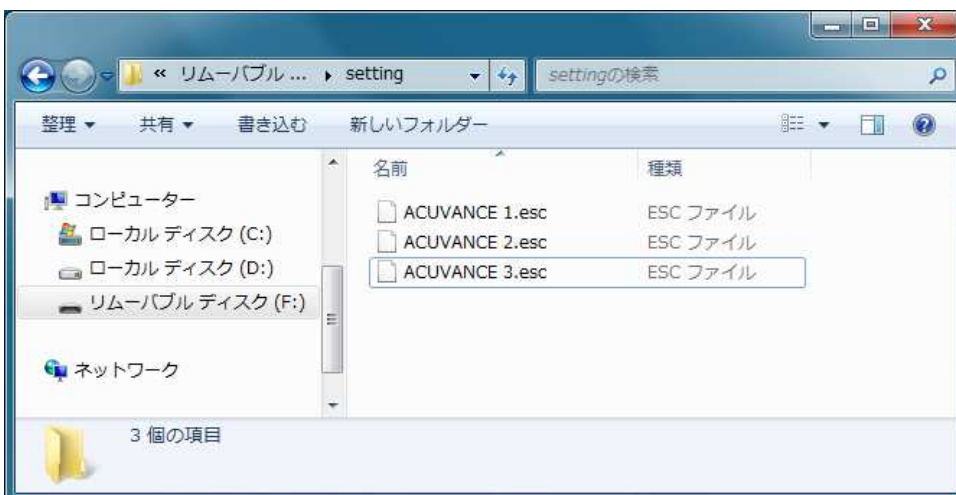 « リムーバブル ... ▸ setting
settingの検索
整理 ▼ 共有 ▼ 書き込む 新しいフォルダー
名前 種類
コンピューター
ローカル ディスク (C:)
ローカル ディスク (D:)
リムーバブル ディスク (F:)
ネットワーク
ACUVANCE 1.esc ESC ファイル
ACUVANCE 2.esc ESC ファイル
ACUVANCE 3.esc ESC ファイル
3 個の項目